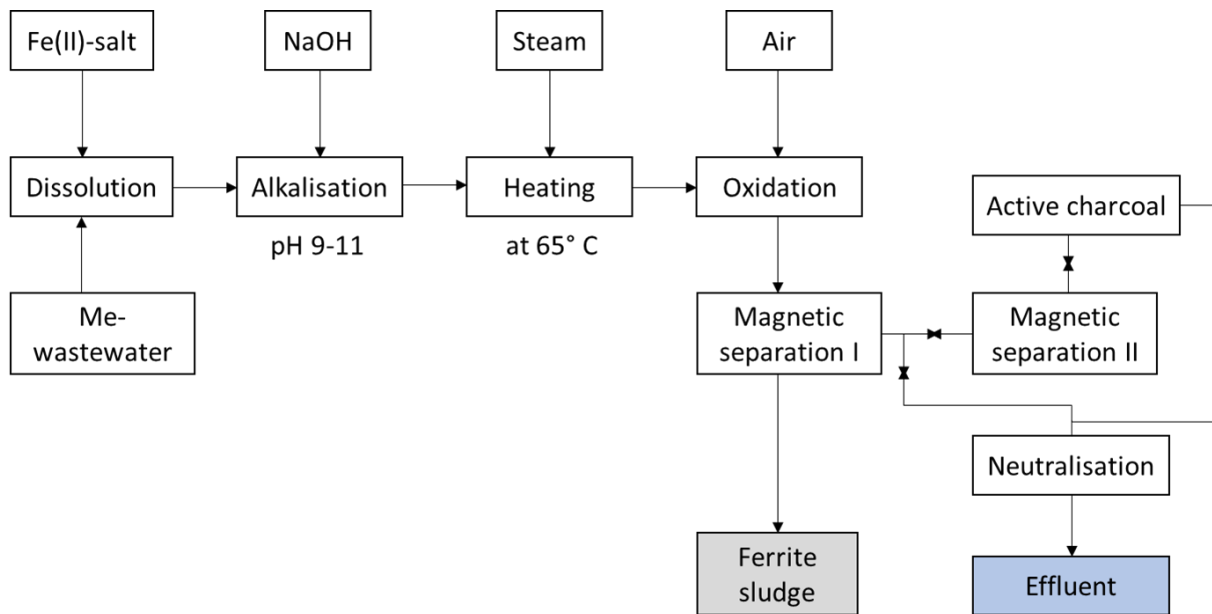 Fe(II)-salt
NaOH
Steam
Air
Dissolution
Alkalisation
Heating
Oxidation
Active charcoal
pH 9-11
at 65° C
Me-
wastewater
Magnetic
separation I
Magnetic
separation II
Neutralisation
Ferrite
sludge
Effluent